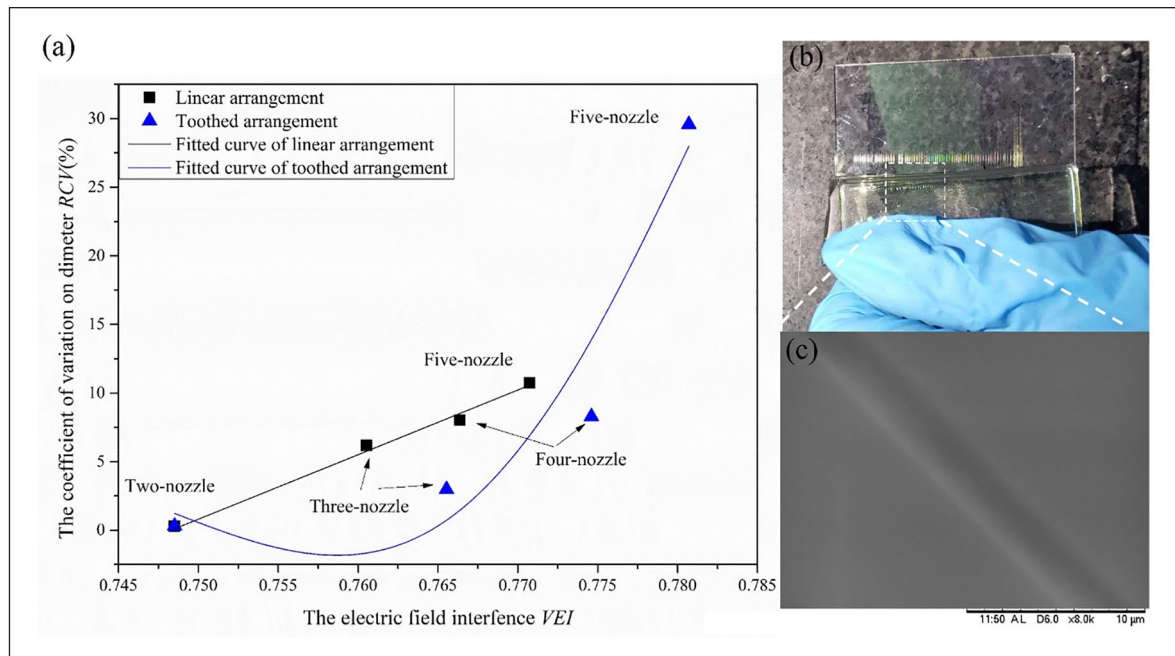 (a)
Linear arrangement
Toothed arrangement
Fitted curve of linear arrangement
Fitted curve of toothed arrangement
Five-nozzle
Five-nozzle
Four-nozzle
Three-nozzle
Two-nozzle
The coefficient of variation on dimeter RCV(%)
30
25
20
15
10
5
0
0.745 0.750 0.755 0.760 0.765 0.770 0.775 0.780 0.785
The electric field interfence VEI
(b)
(c)
11:50 AL D6.0 x8.0k 10 μm